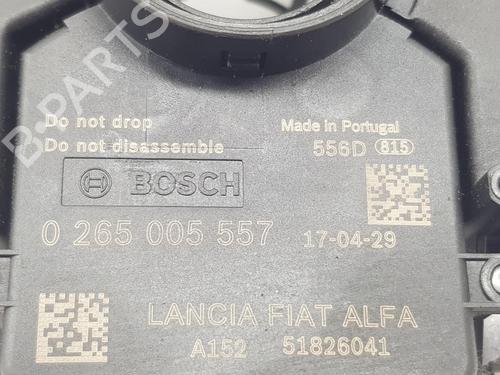 Do not drop
Do not disassemble
Made in Portugal
556D 815
BOSCH
0 265 005 557
17-04-29
LANCIA FIAT ALFA
A152 51826041
B-PARTS